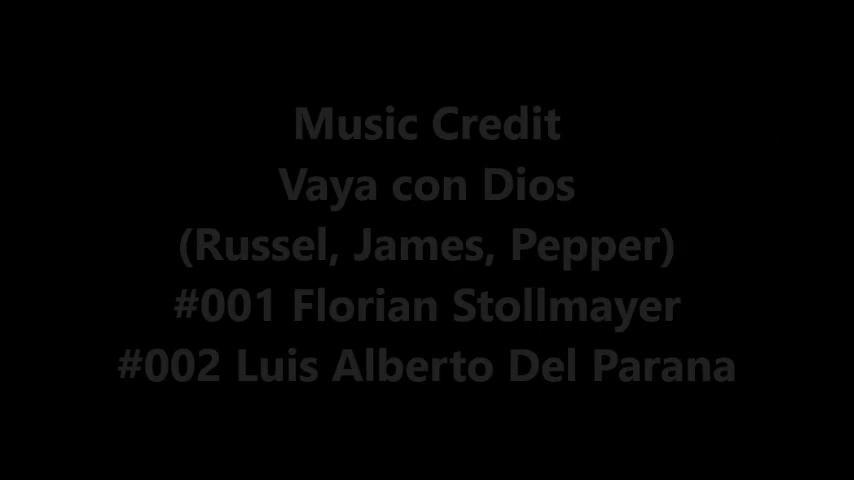 Music Credit
Vaya con Dios
(Russel, James, Pepper)
#001 Florian Stollmayer
#002 Luis Alberto Del Parana